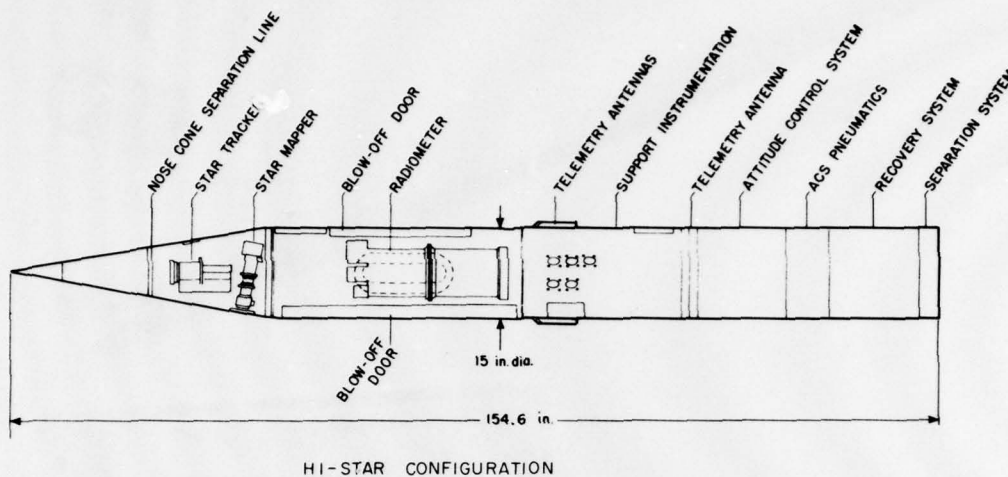 NOSE CONE SEPARATION LINE
STAR TRACKER
STAR MAPPER
BLOW-OFF DOOR
RADIOMETER
TELEMETRY ANTENNAS
SUPPORT INSTRUMENTATION
TELEMETRY ANTENNA
ATTITUDE CONTROL SYSTEM
ACS PNEUMATICS
RECOVERY SYSTEM
SEPARATION SYSTEM
BLOW-OFF
DOOR
15 in. dia.
154.6 in.
HI-STAR CONFIGURATION